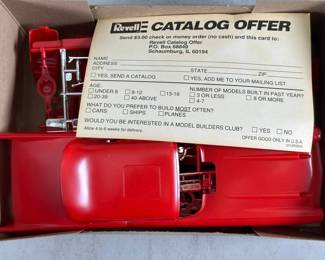 Revell CATALOG OFFER
Send $3.00 check or money order (no cash) and this card to:
Revell Catalog Offer
P.O. Box 68649
Schaumburg, IL 60194
NAME
ADDRESS
CITY STATE ZIP
YES, SEND A CATALOG YES, ADD ME TO YOUR MAILING LIST
AGE: NUMBER OF MODELS BUILT IN PAST YEAR?
UNDER 8 8-12 13-19 3 OR LESS 8 OR MORE
20-39 40-ABOVE 4-7
WHAT DO YOU PREFER TO BUILD MOST OFTEN?
CARS SHIPS PLANES
WOULD YOU BE INTERESTED IN A MODEL BUILDERS CLUB? YES NO
Allow 4 to 6 weeks for delivery. OFFER GOOD ONLY IN U.S.A.